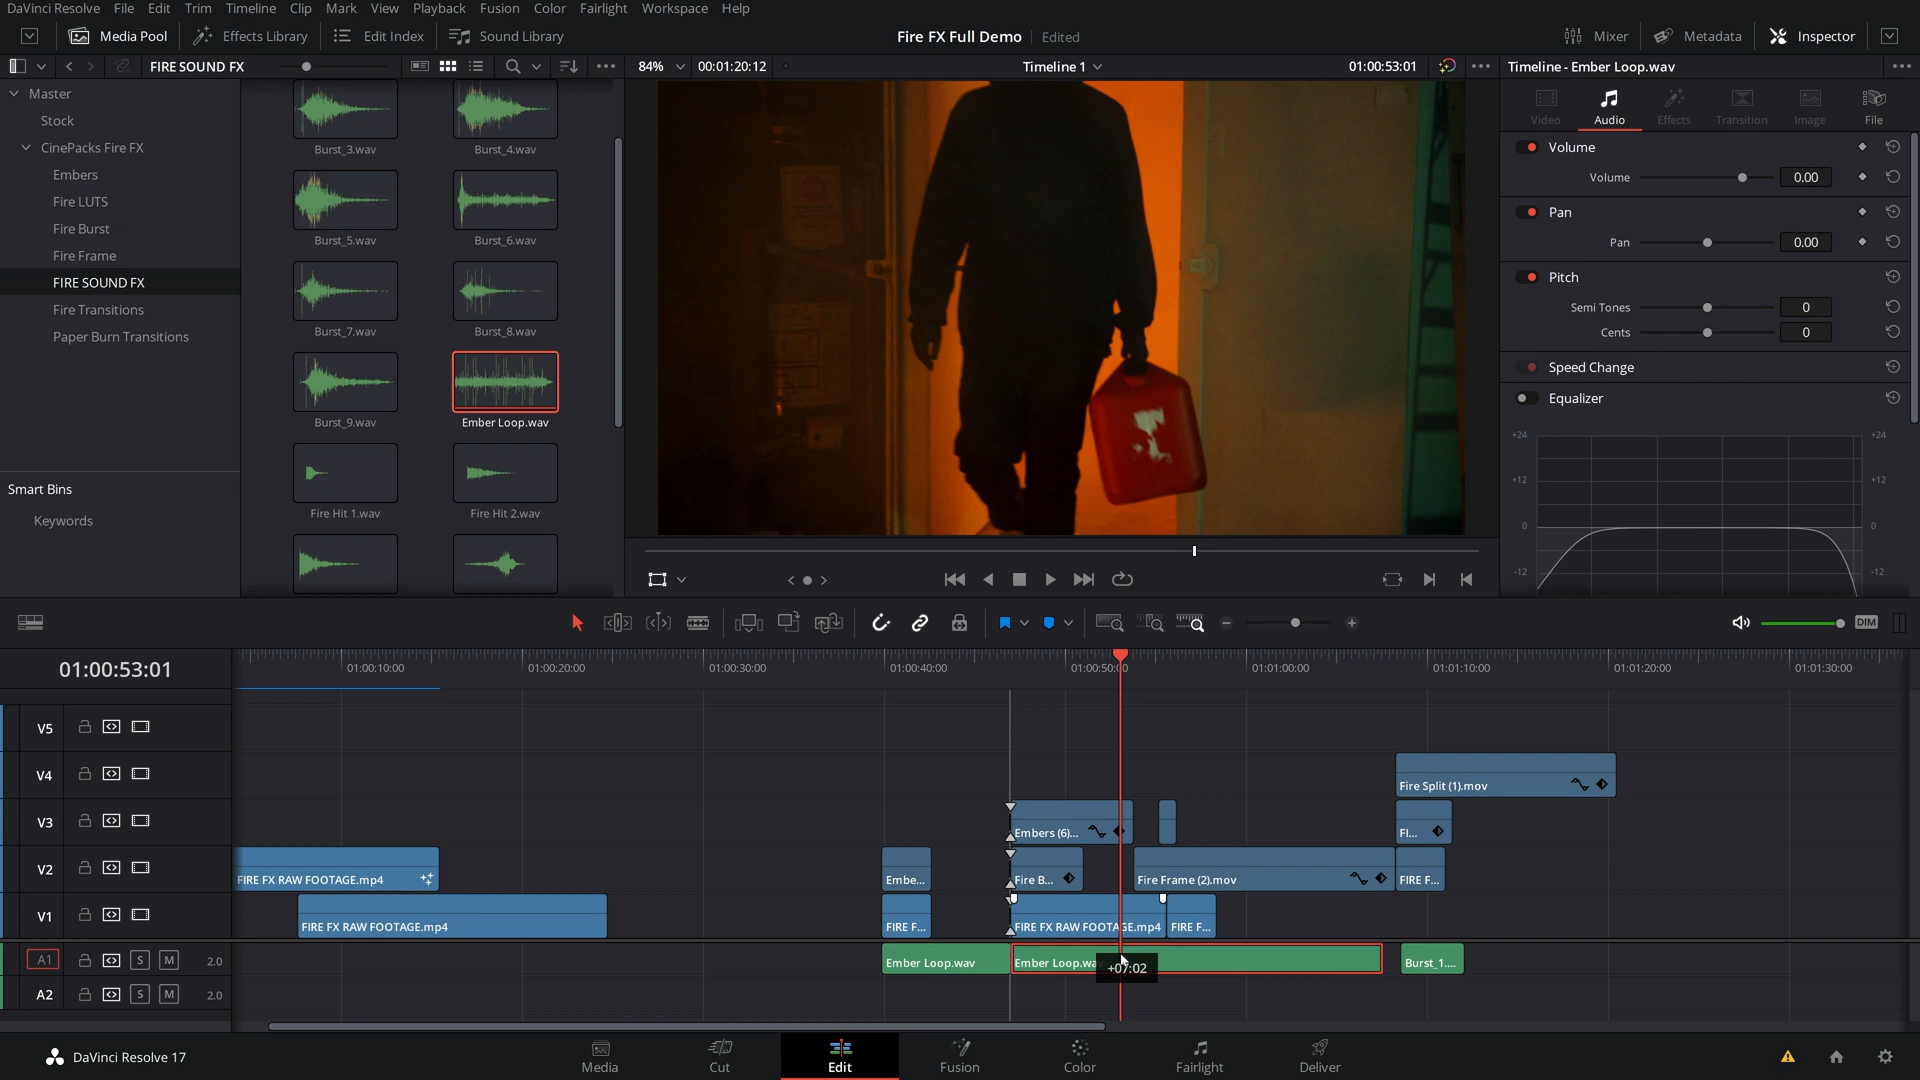 DaVinci Resolve File Edit Trim Timeline Clip Mark View Playback Fusion Color Fairlight Workspace Help
Media Pool Effects Library Edit Index Sound Library Fire FX Full Demo Edited Mixer Metadata Inspector
FIRE SOUND FX 84% 00:01:20:12 Timeline 1 01:00:53:01 Timeline - Ember Loop.wav
Master
Stock
CinePacks Fire FX
Embers
Fire LUTS
Fire Burst
Fire Frame
FIRE SOUND FX
Fire Transitions
Paper Burn Transitions
Smart Bins
Keywords
Burst_3.wav Burst_4.wav
Burst_5.wav Burst_6.wav
Burst_7.wav Burst_8.wav
Burst_9.wav Ember Loop.wav
Fire Hit 1.wav Fire Hit 2.wav
Video Audio Effects Transition Image File
Volume
Volume 0.00
Pan
Pan 0.00
Pitch
Semi Tones 0
Cents 0
Speed Change
Equalizer
+24 +24
+12 +12
0 0
-12 -12
DIM
01:00:53:01 01:00:10:00 01:00:20:00 01:00:30:00 01:00:40:00 01:00:50:00 01:01:00:00 01:01:10:00 01:01:20:00 01:01:30:00
V5
V4 Fire Split (1).mov
V3 Embers (6)... FI...
V2 FIRE FX RAW FOOTAGE.mp4 Embe... Fire B... Fire Frame (2).mov FIRE F...
V1 FIRE FX RAW FOOTAGE.mp4 FIRE F... FIRE FX RAW FOOTAGE.mp4 FIRE F...
A1 S M 2.0 Ember Loop.wav Ember Loop.wav +07:02 Burst_1....
A2 S M 2.0
DaVinci Resolve 17 Media Cut Edit Fusion Color Fairlight Deliver